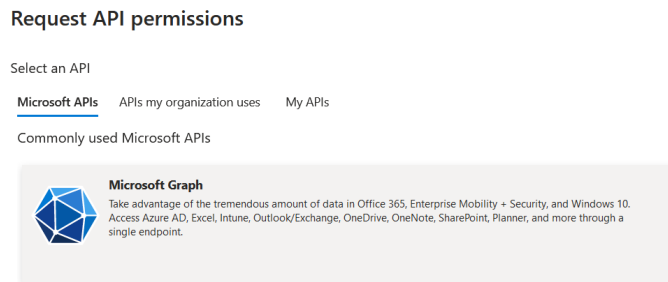 Request API permissions
Select an API
Microsoft APIs APIs my organization uses My APIs
Commonly used Microsoft APIs
Microsoft Graph
Take advantage of the tremendous amount of data in Office 365, Enterprise Mobility + Security, and Windows 10.
Access Azure AD, Excel, Intune, Outlook/Exchange, OneDrive, OneNote, SharePoint, Planner, and more through a
single endpoint.